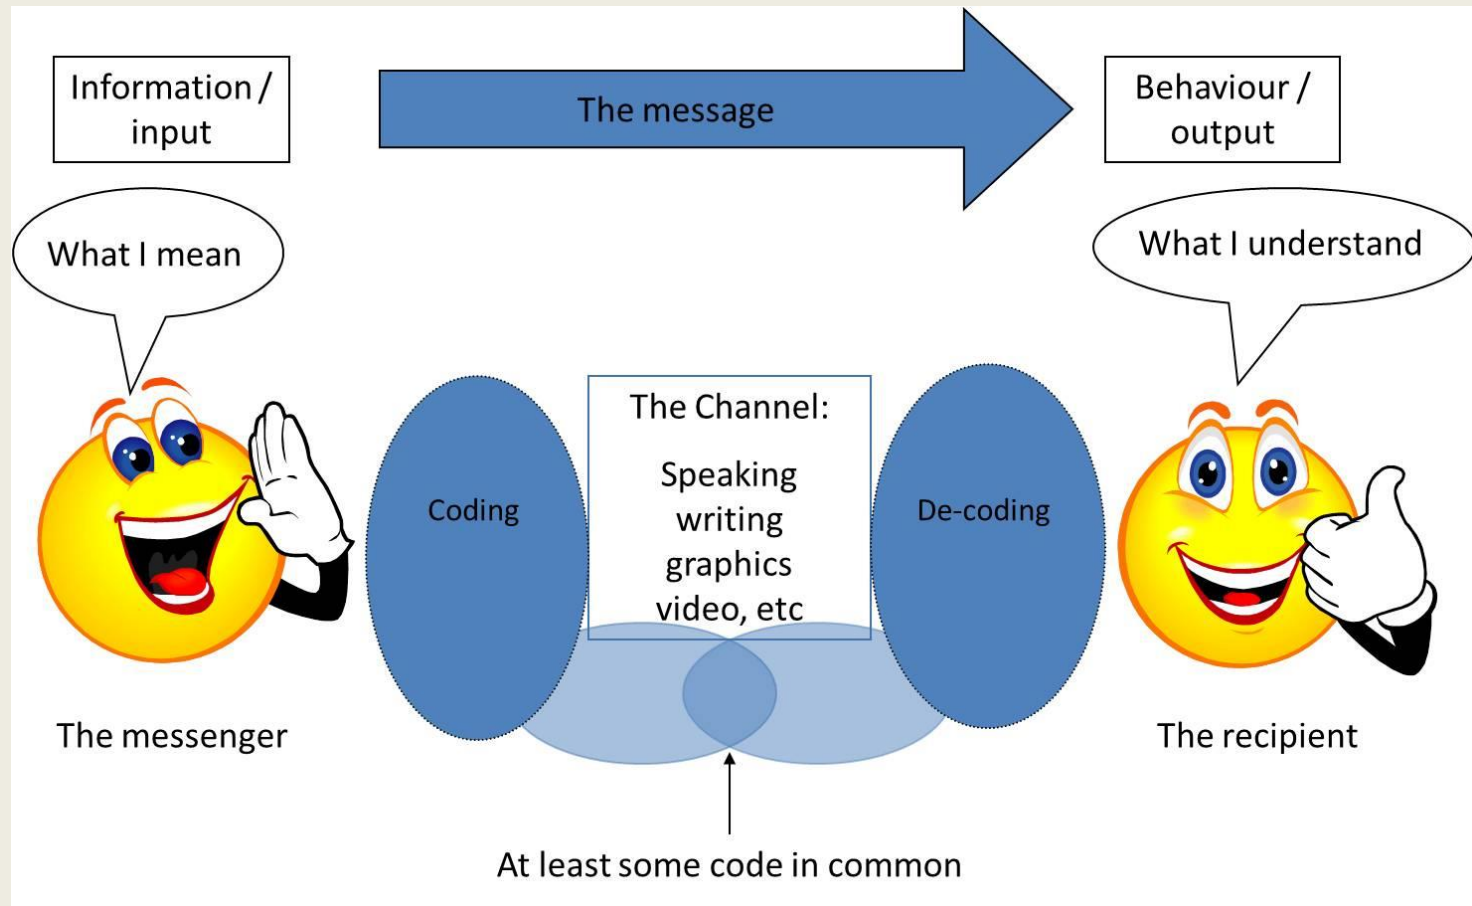 Information /
input
The message
Behaviour /
output
What I mean
What I understand
Coding
The Channel:
Speaking
writing
graphics
video, etc
De-coding
The messenger
The recipient
At least some code in common